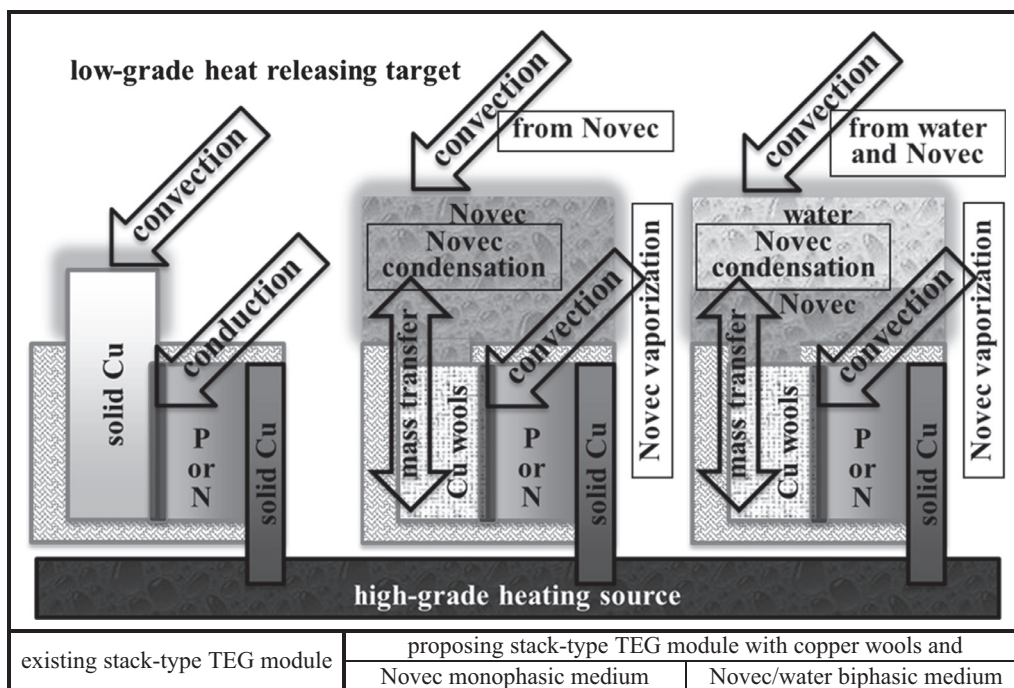 low-grade heat releasing target
convection
conduction
solid Cu
P
or
N
solid Cu
convection
from Novec
Novec
Novec
condensation
convection
Novec vaporization
mass transfer
Cu wools
P
or
N
solid Cu
convection
from water
and Novec
water
Novec
condensation
Novec
convection
Novec vaporization
mass transfer
Cu wools
P
or
N
solid Cu
high-grade heating source
existing stack-type TEG module
proposing stack-type TEG module with copper wools and
Novec monophasic medium
Novec/water biphasic medium